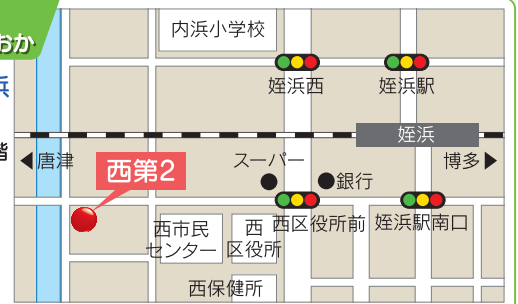 おか
浜
内浜小学校
姪浜西
姪浜駅
姪浜
階
唐津
西第2
スーパー
博多
銀行
西市民
センター
西
区役所
西区役所前
姪浜駅南口
西保健所